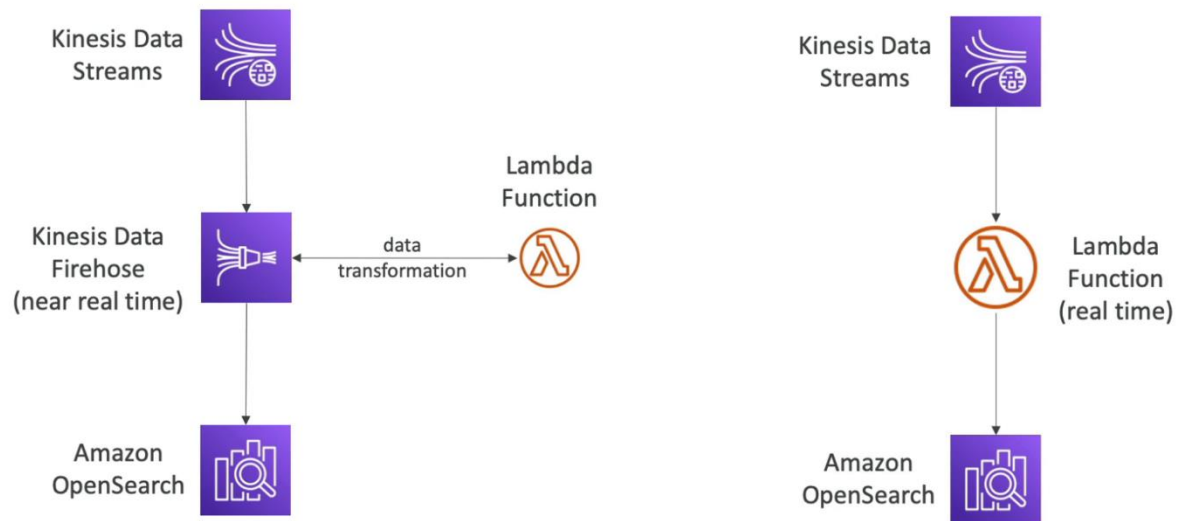 Kinesis Data
Streams
Lambda
Function
Kinesis Data
Firehose
(near real time)
data
transformation
Amazon
OpenSearch
Kinesis Data
Streams
Lambda
Function
(real time)
Amazon
OpenSearch